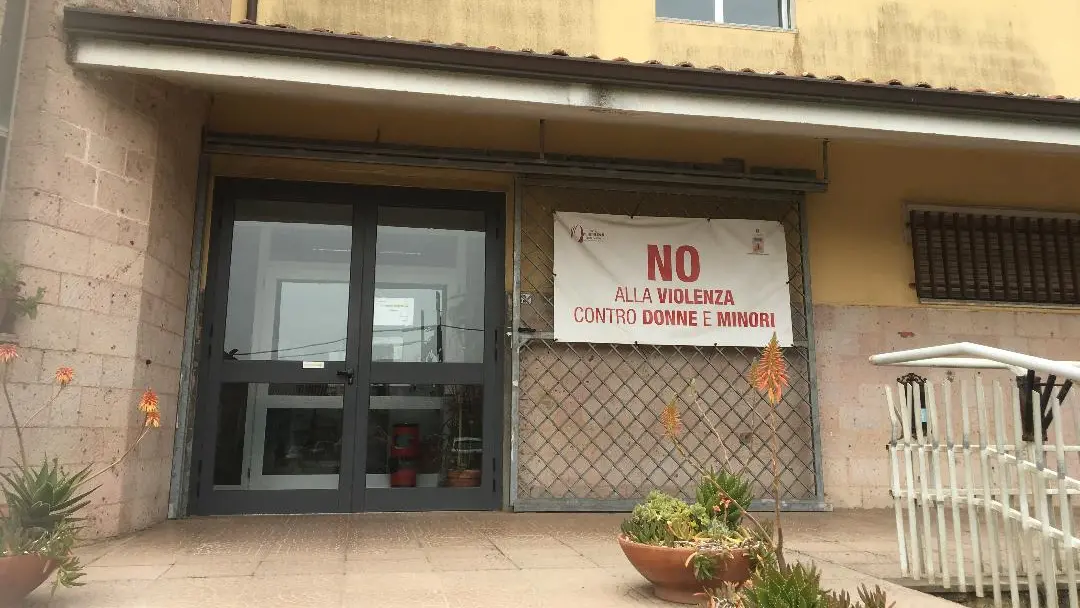 NO
ALLA VIOLENZA
CONTRO DONNE E MINORI